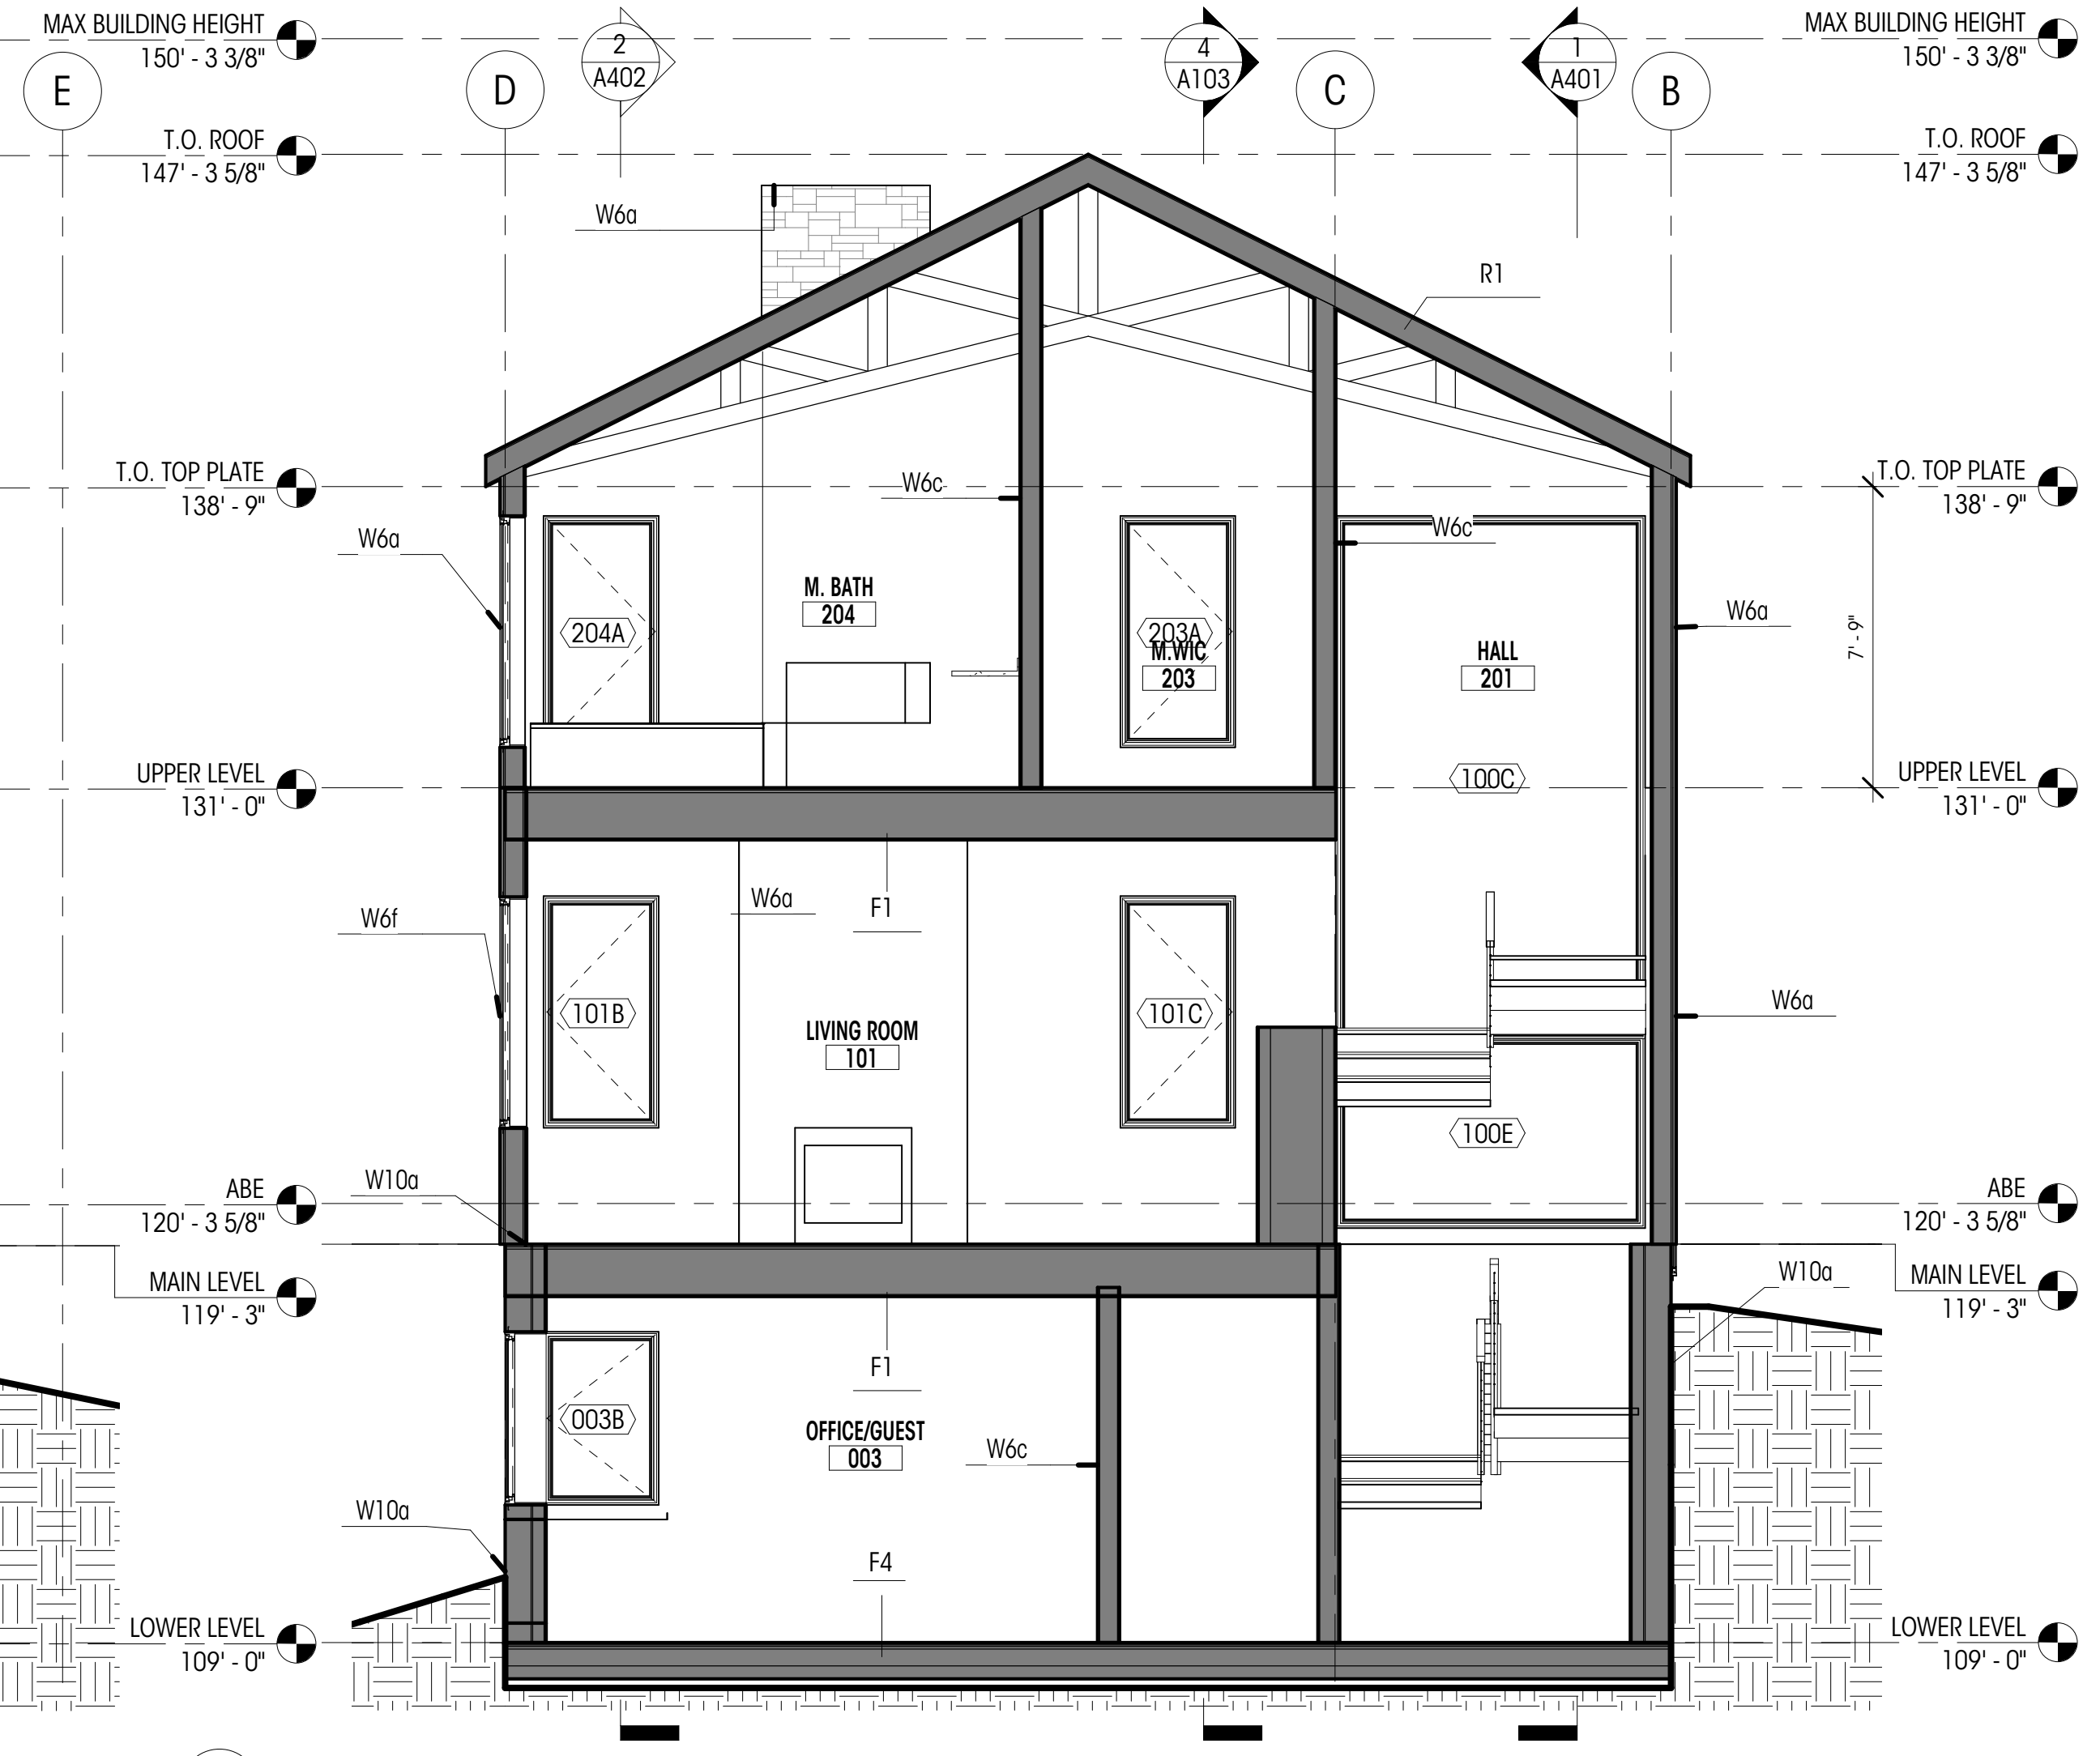 MAX BUILDING HEIGHT
150' - 3 3/8"
E
D
2
A402
4
A103
C
1
A401
B
MAX BUILDING HEIGHT
150' - 3 3/8"
T.O. ROOF
147' - 3 5/8"
T.O. ROOF
147' - 3 5/8"
W6a
R1
T.O. TOP PLATE
138' - 9"
W6c
T.O. TOP PLATE
138' - 9"
W6a
W6c
M. BATH
204
204A
203A
M.WIC
203
HALL
201
W6a
7' - 9"
UPPER LEVEL
131' - 0"
100C
UPPER LEVEL
131' - 0"
W6f
W6a
F1
101B
LIVING ROOM
101
101C
W6a
100E
ABE
120' - 3 5/8"
W10a
ABE
120' - 3 5/8"
MAIN LEVEL
119' - 3"
W10a
MAIN LEVEL
119' - 3"
F1
003B
OFFICE/GUEST
003
W6c
W10a
F4
LOWER LEVEL
109' - 0"
LOWER LEVEL
109' - 0"